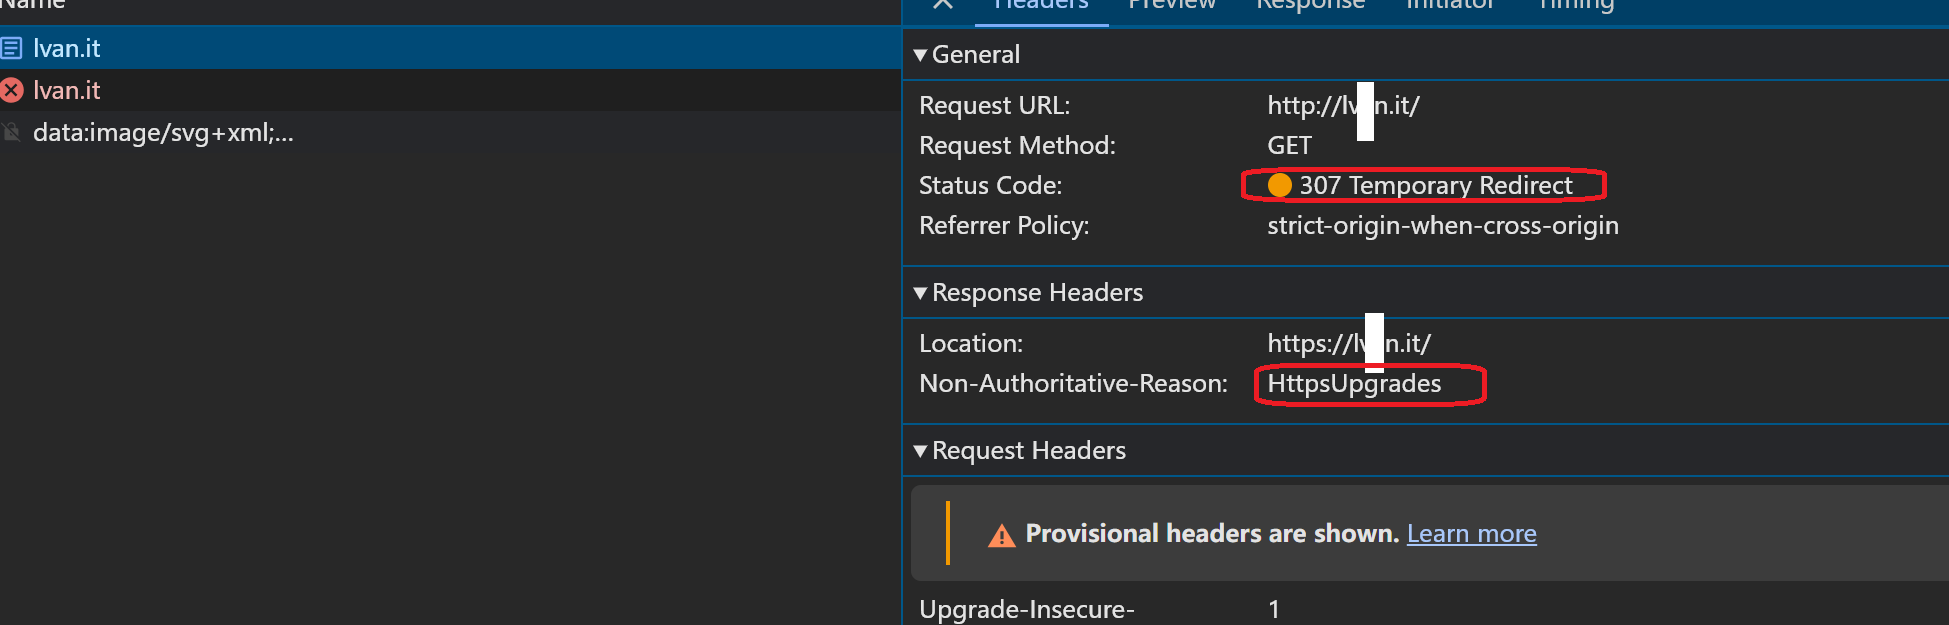 Name
lvan.it
lvan.it
data:image/svg+xml;...
Headers Preview Response Initiator Timing
General
Request URL: http://lv n.it/
Request Method: GET
Status Code: 307 Temporary Redirect
Referrer Policy: strict-origin-when-cross-origin
Response Headers
Location: https://lv n.it/
Non-Authoritative-Reason: HttpsUpgrades
Request Headers
Provisional headers are shown. Learn more
Upgrade-Insecure- 1